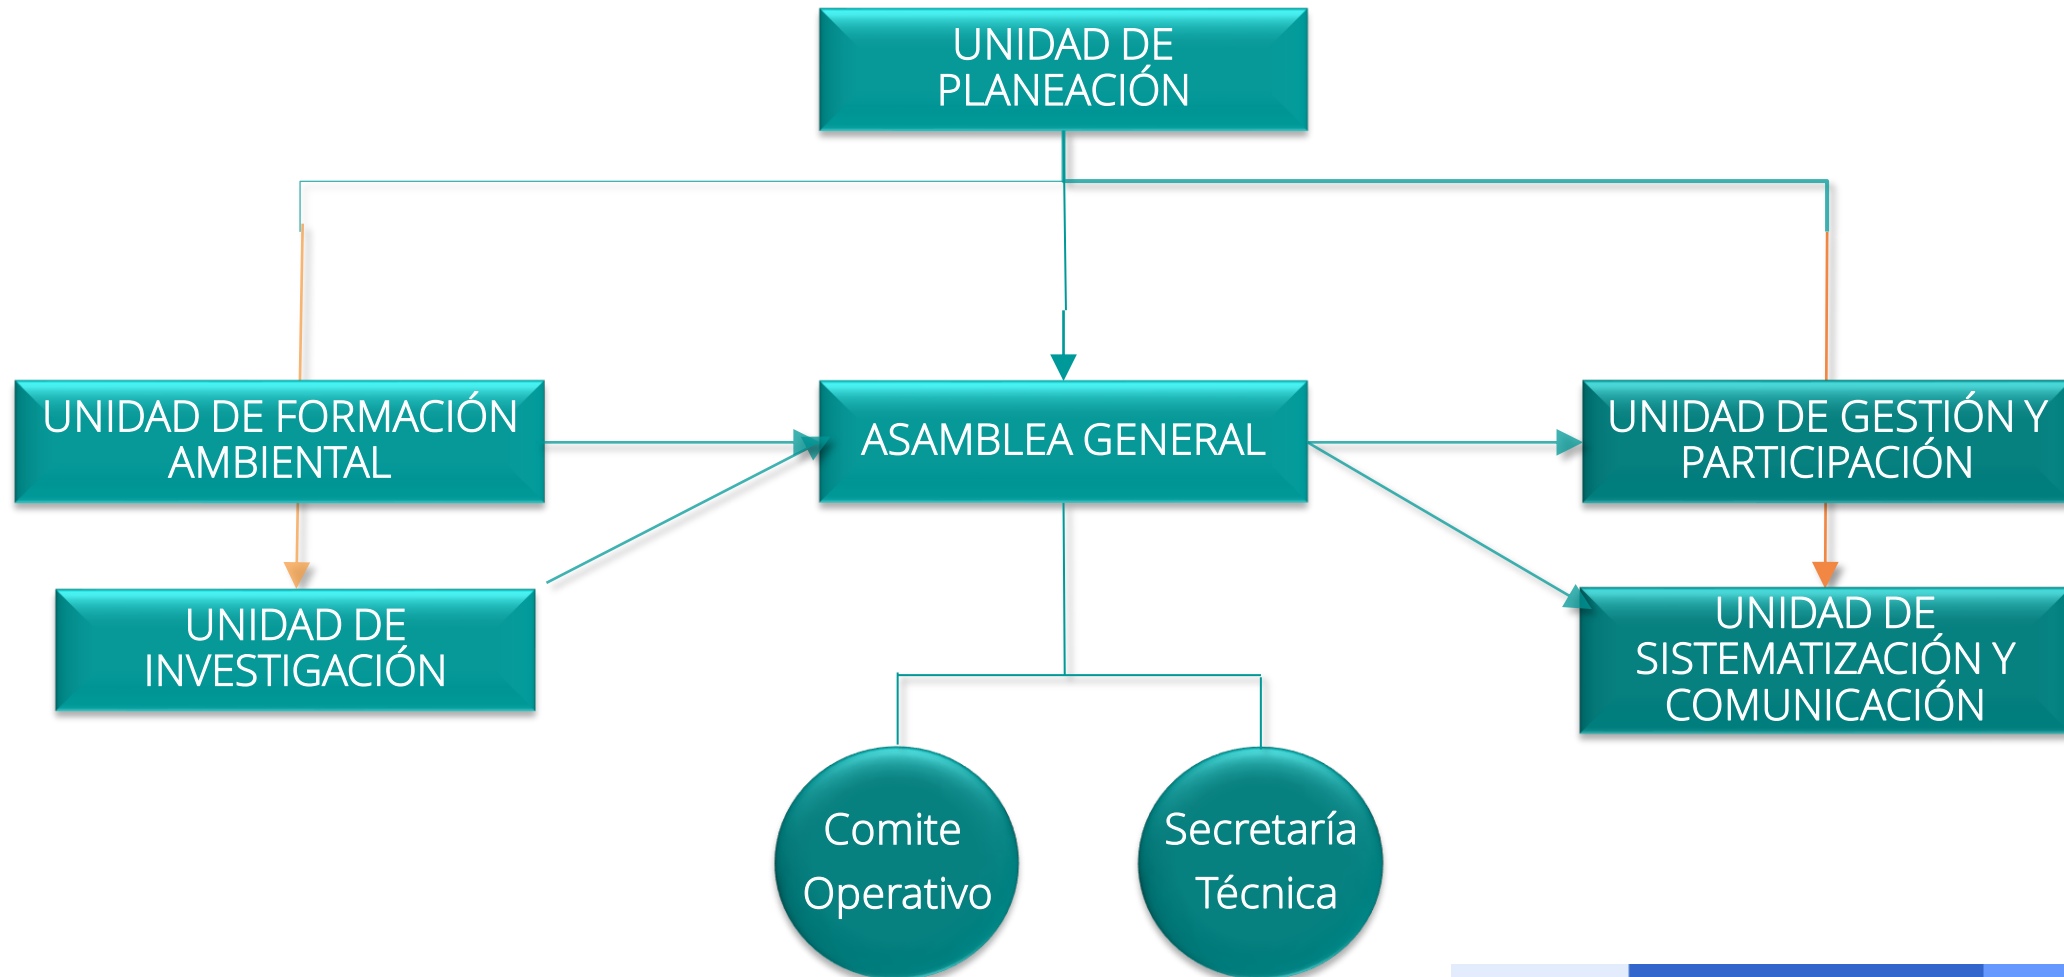 UNIDAD DE
PLANEACIÓN
UNIDAD DE FORMACIÓN
AMBIENTAL
ASAMBLEA GENERAL
UNIDAD DE GESTIÓN Y
PARTICIPACIÓN
UNIDAD DE
INVESTIGACIÓN
UNIDAD DE
SISTEMATIZACIÓN Y
COMUNICACIÓN
Comite
Operativo
Secretaría
Técnica